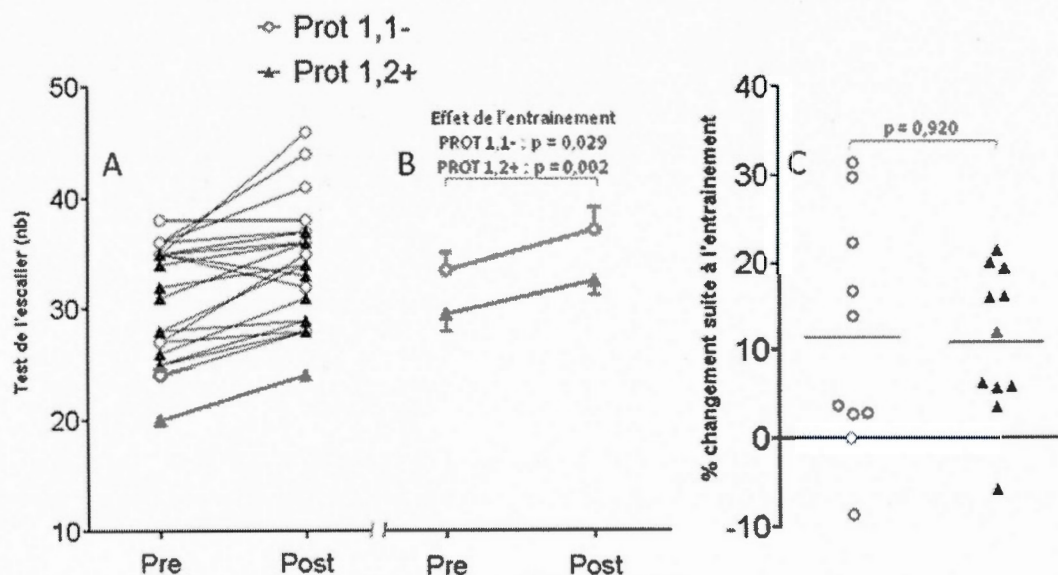 Prot 1,1-
Prot 1,2+
A
Test de l'escalier (nb)
50
40
30
20
10
Pre
Post
B
Effet de l'entrainement
PROT 1,1- : p = 0,029
PROT 1,2+ : p = 0,002
Pre
Post
C
% changement suite à l'entrainement
p = 0,920
40
30
20
10
0
-10